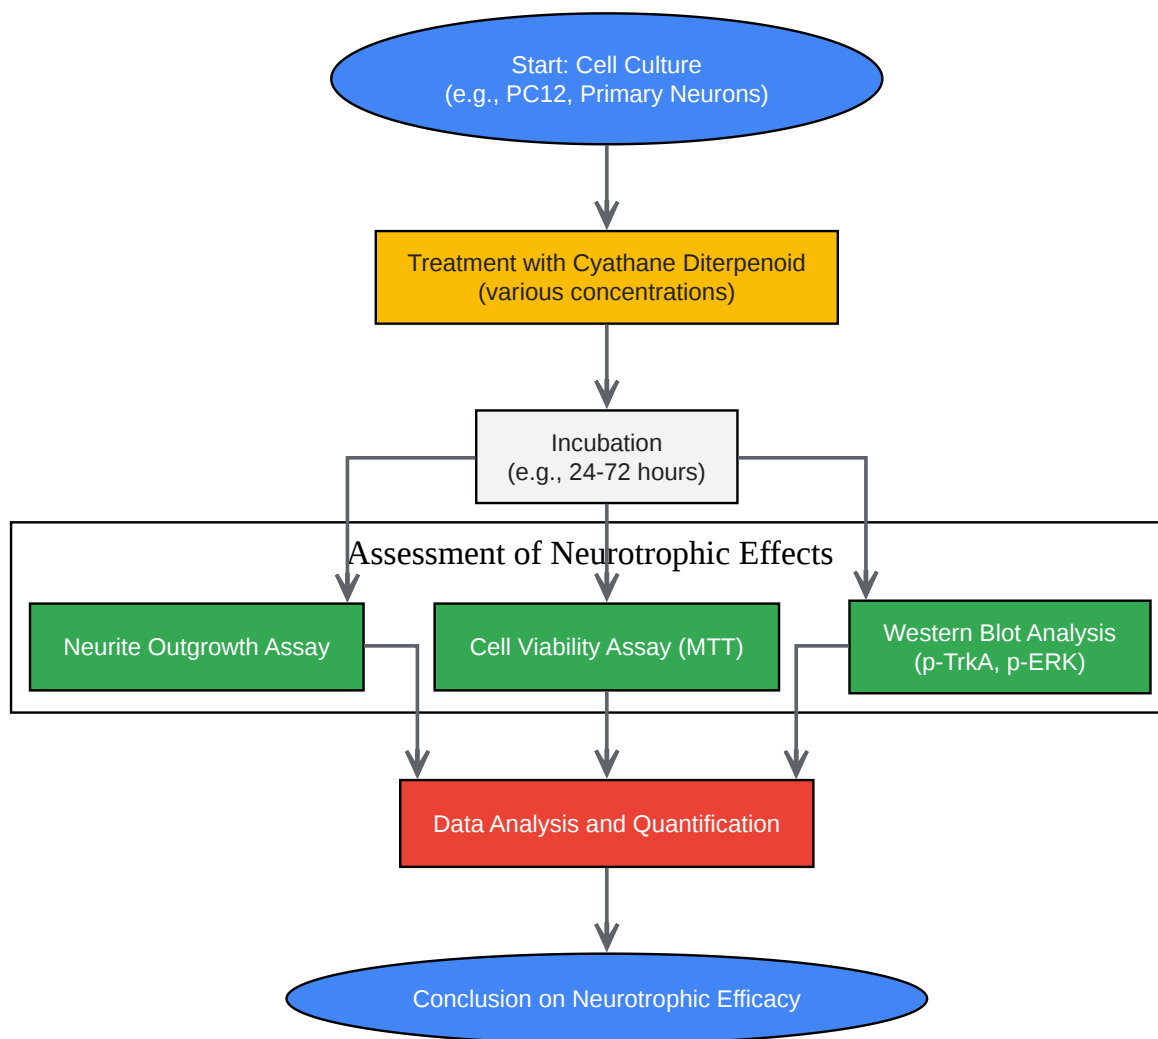 Start: Cell Culture
(e.g., PC12, Primary Neurons)
Treatment with Cyathane Diterpenoid
(various concentrations)
Incubation
(e.g., 24-72 hours)
Assessment of Neurotrophic Effects
Neurite Outgrowth Assay
Cell Viability Assay (MTT)
Western Blot Analysis
(p-TrkA, p-ERK)
Data Analysis and Quantification
Conclusion on Neurotrophic Efficacy